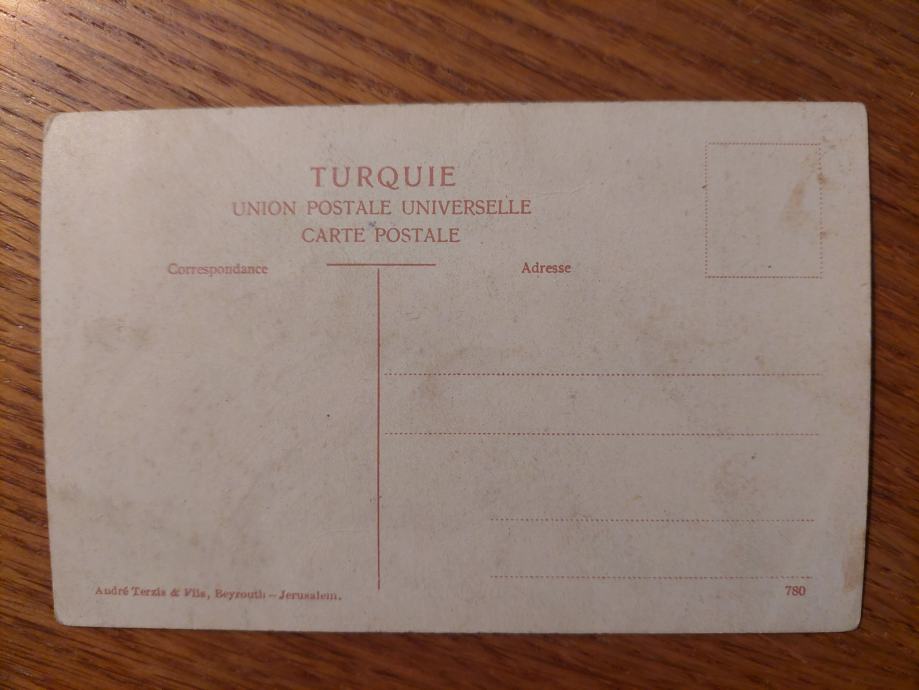 TURQUIE
UNION POSTALE UNIVERSELLE
CARTE POSTALE
Correspondance
Adresse
André Terzis & Fils, Beyrouth – Jerusalem.
780